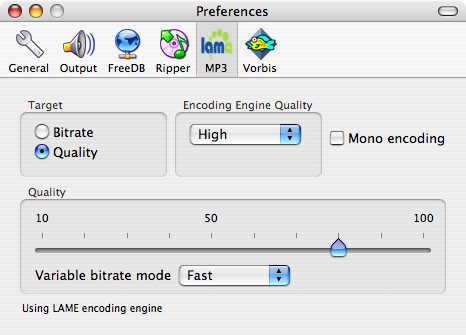 Preferences
General Output FreeDB Ripper MP3 Vorbis
lame
Target
Bitrate
Quality
Encoding Engine Quality
High
Mono encoding
Quality
10 50 100
Variable bitrate mode Fast
Using LAME encoding engine